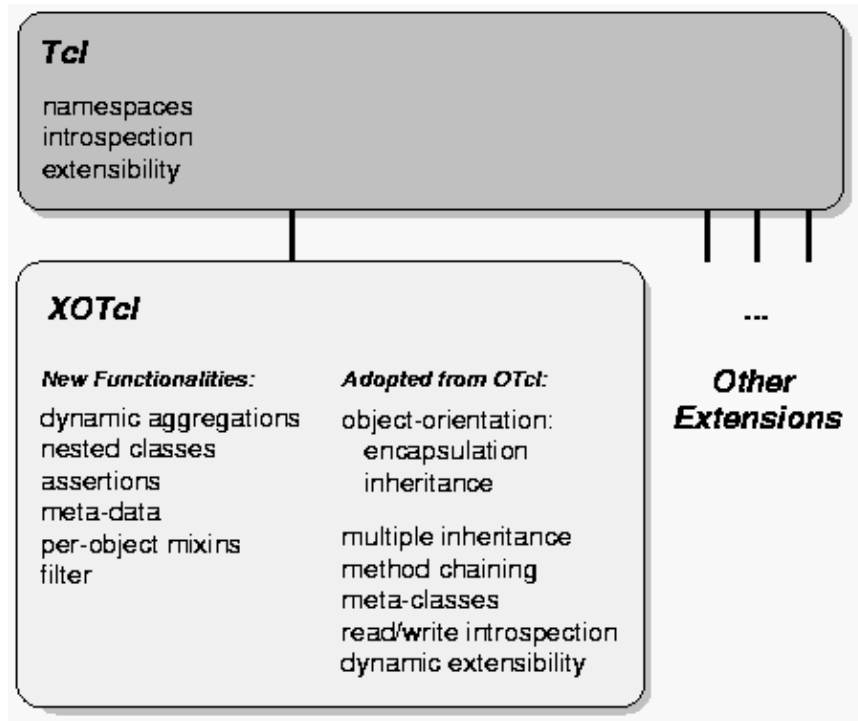 Tcl
namespaces
introspection
extensibility
XOTcl
New Functionalities:
dynamic aggregations
nested classes
assertions
meta-data
per-object mixins
filter
Adopted from OTcl:
object-orientation:
encapsulation
inheritance
multiple inheritance
method chaining
meta-classes
read/write introspection
dynamic extensibility
...
Other
Extensions